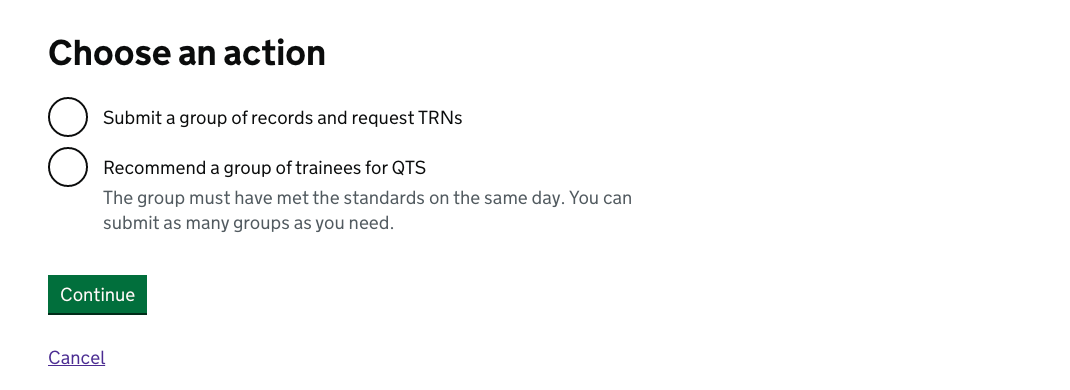 Choose an action
Submit a group of records and request TRNs
Recommend a group of trainees for QTS
The group must have met the standards on the same day. You can
submit as many groups as you need.
Continue
Cancel